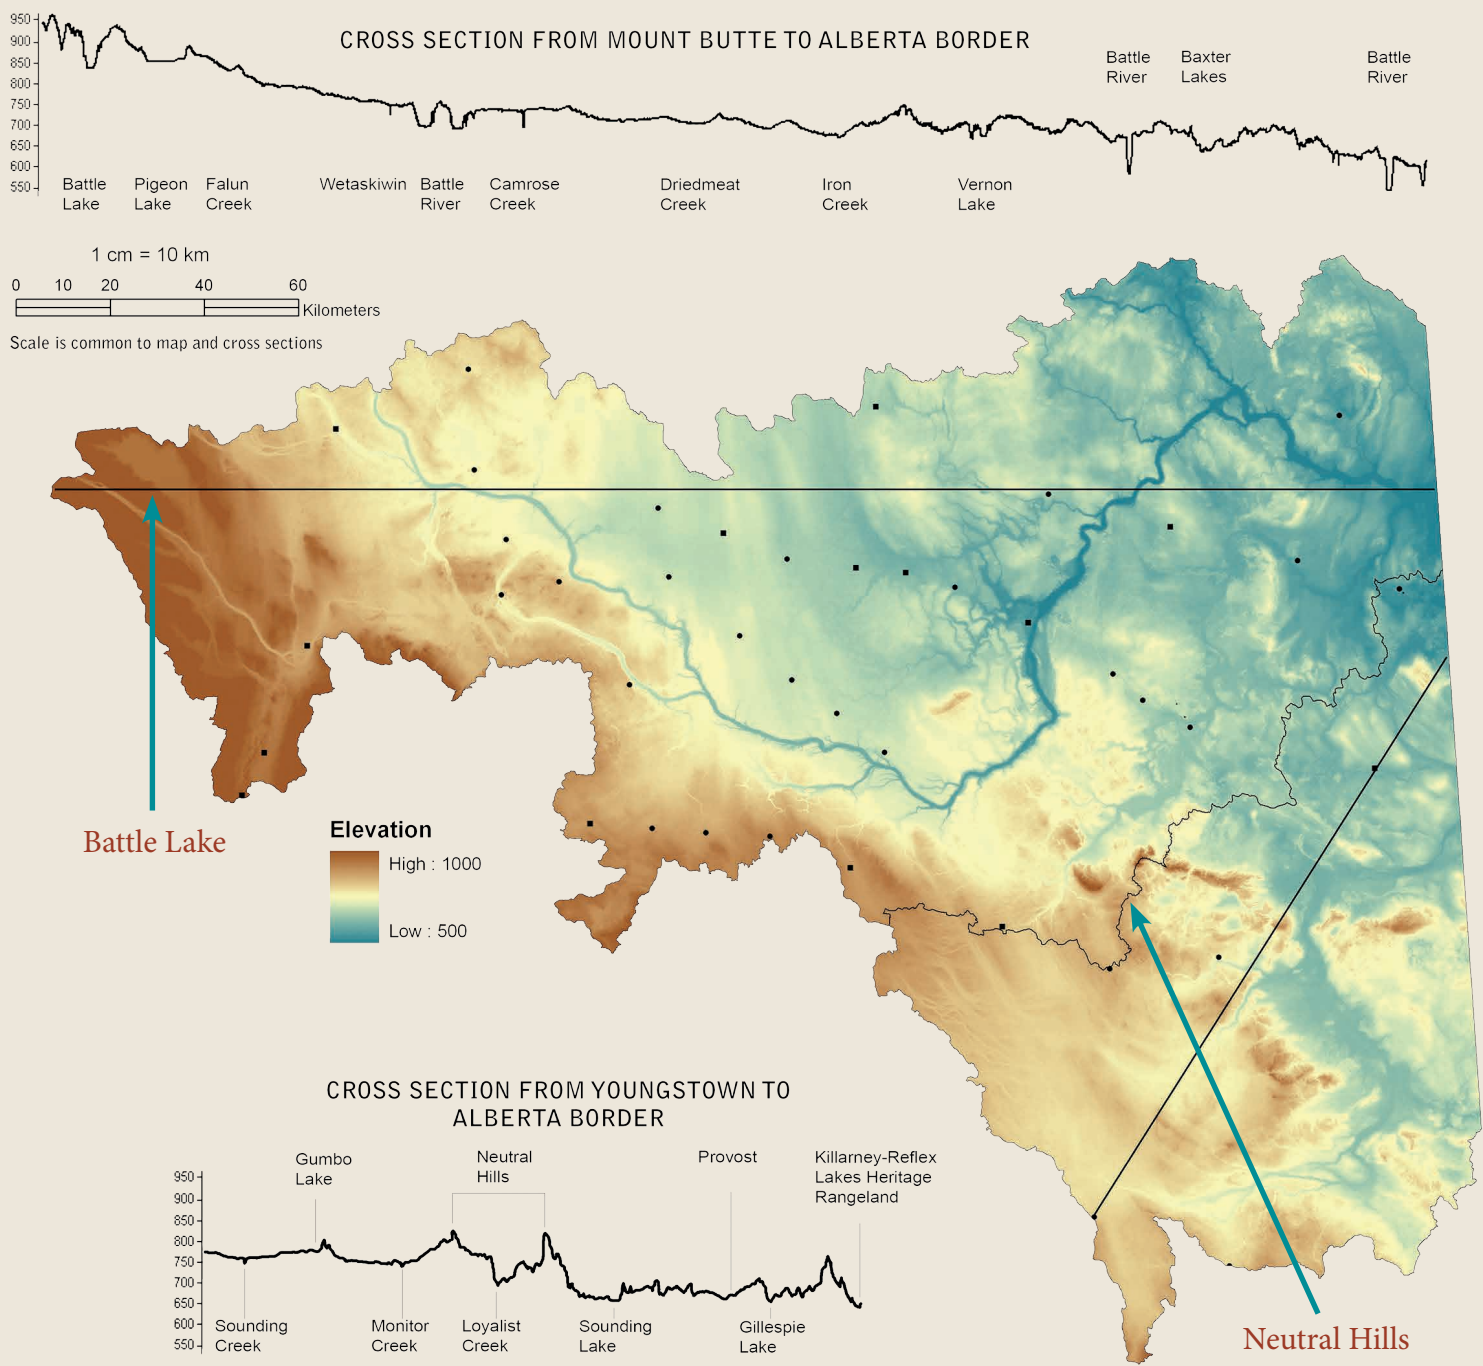 CROSS SECTION FROM MOUNT BUTTE TO ALBERTA BORDER
950
900
850
800
750
700
650
600
550
Battle
River
Baxter
Lakes
Battle
River
Battle
Lake
Pigeon
Lake
Falun
Creek
Wetaskiwin
Battle
River
Camrose
Creek
Driedmeat
Creek
Iron
Creek
Vernon
Lake
1 cm = 10 km
0 10 20 40 60
Kilometers
Scale is common to map and cross sections
Battle Lake
Elevation
High : 1000
Low : 500
CROSS SECTION FROM YOUNGSTOWN TO
ALBERTA BORDER
Gumbo
Lake
Neutral
Hills
Provost
Killarney-Reflex
Lakes Heritage
Rangeland
950
900
850
800
750
700
650
600
550
Sounding
Creek
Monitor
Creek
Loyalist
Creek
Sounding
Lake
Gillespie
Lake
Neutral Hills